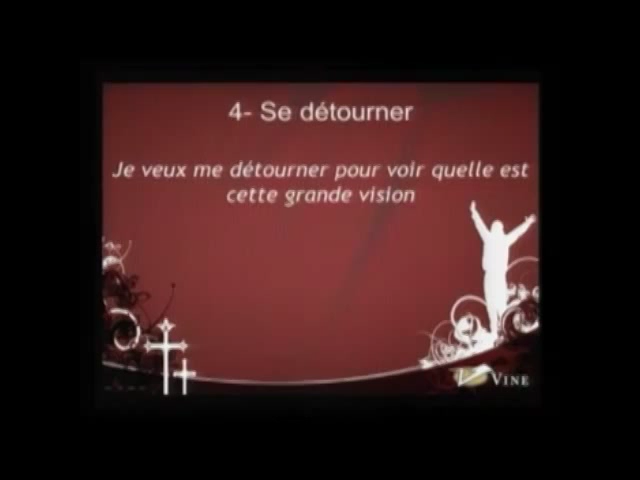 4- Se détourner
Je veux me détourner pour voir quelle est
cette grande vision
VINE